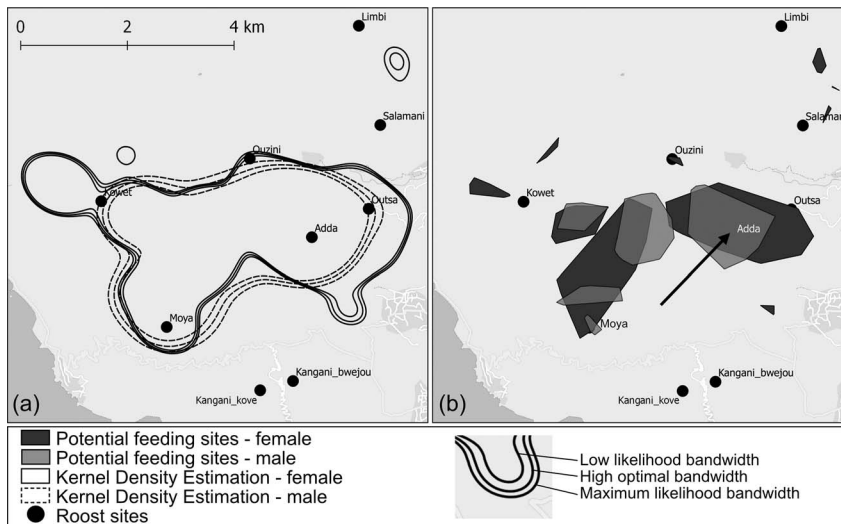 0 2 4 km
Limbi
Salamani
Ouzini
Kowet
Outsa
Adda
Moya
Kangani_bwejou
Kangani_kove
(a)
Limbi
Salamani
Ouzini
Kowet
Outsa
Adda
Moya
Kangani_bwejou
Kangani_kove
(b)
Potential feeding sites - female
Potential feeding sites - male
Kernel Density Estimation - female
Kernel Density Estimation - male
Roost sites
Low likelihood bandwidth
High optimal bandwidth
Maximum likelihood bandwidth